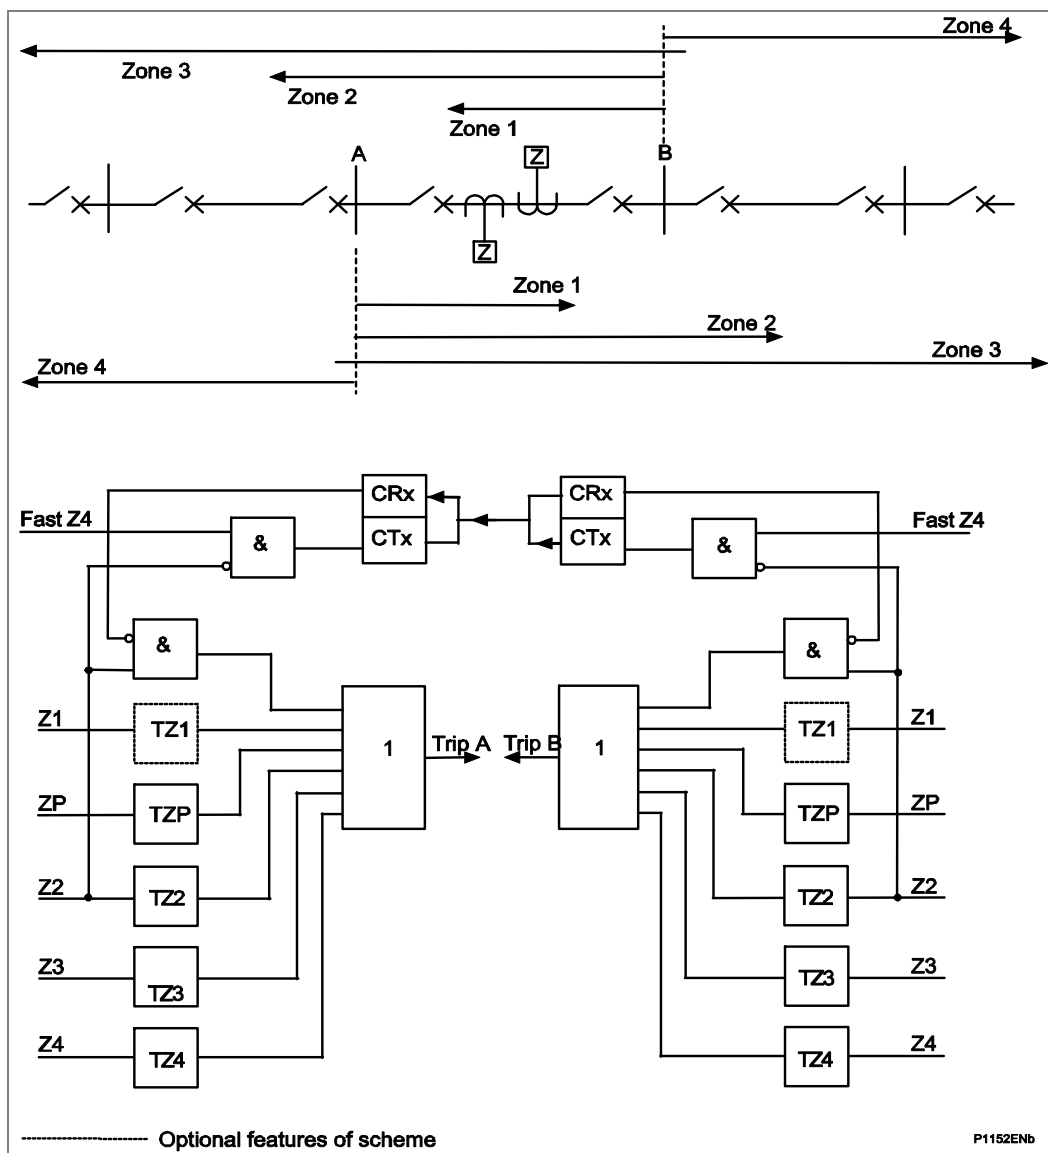 Zone 4
Zone 3
Zone 2
Zone 1
A
B
Z
Z
Zone 1
Zone 2
Zone 3
Zone 4
CRx
CRx
Fast Z4
Fast Z4
&
CTx
CTx
&
&
&
Z1
TZ1
TZ1
Z1
1
Trip A
Trip B
1
ZP
TZP
TZP
ZP
Z2
TZ2
TZ2
Z2
Z3
TZ3
TZ3
Z3
Z4
TZ4
TZ4
Z4
Optional features of scheme
P1152ENb